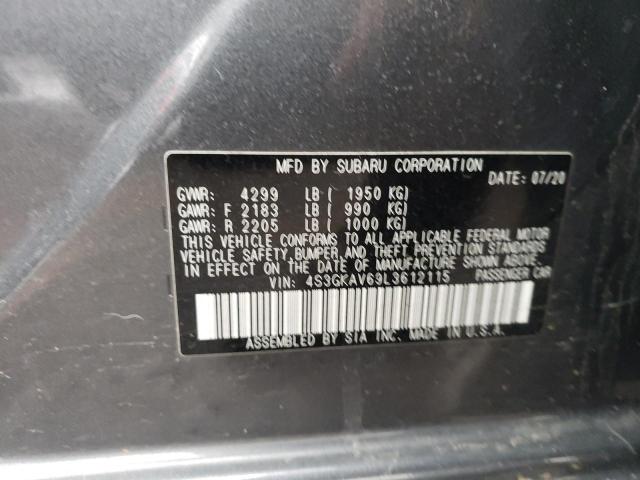 MFD BY SUBARU CORPORATION
DATE: 07/20
GVWR: 4299 LB ( 1950 KG)
GAWR: F 2183 LB ( 990 KG)
GAWR: R 2205 LB ( 1000 KG)
THIS VEHICLE CONFORMS TO ALL APPLICABLE FEDERAL MOTOR
VEHICLE SAFETY, BUMPER, AND THEFT PREVENTION STANDARDS
IN EFFECT ON THE DATE OF MANUFACTURE SHOWN ABOVE.
VIN: 4S3GKAV69L3612115 PASSENGER CAR
ASSEMBLED BY SIA INC. MADE IN U.S.A.